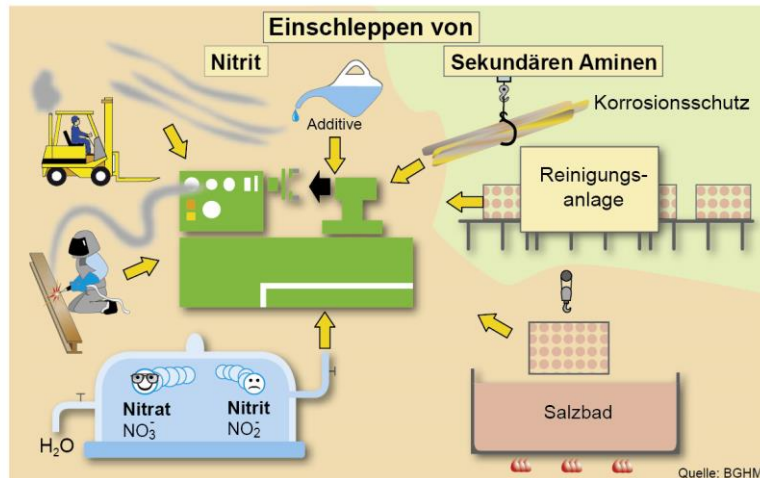 Einschleppen von
Nitrit
Sekundären Aminen
Additive
Korrosionsschutz
Reinigungs-
anlage
Nitrat
NO₃⁻
Nitrit
NO₂⁻
H₂O
Salzbad
Quelle: BGHM